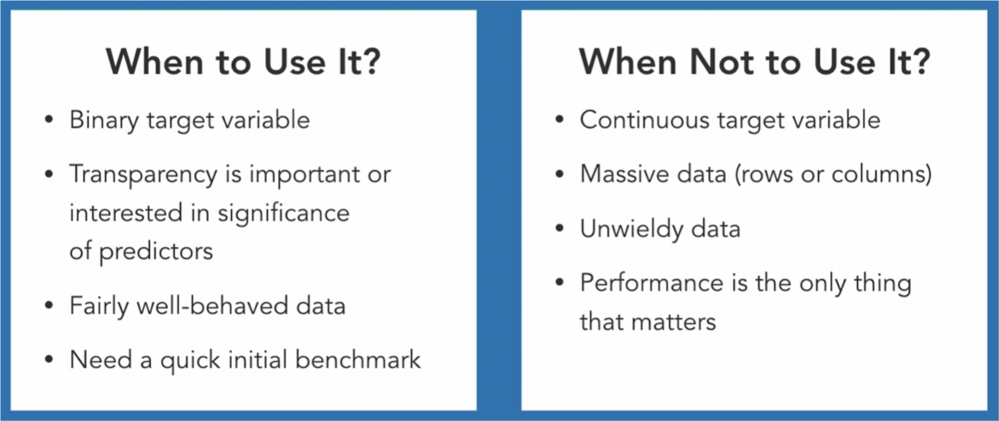 When to Use It?
• Binary target variable
• Transparency is important or
interested in significance
of predictors
• Fairly well-behaved data
• Need a quick initial benchmark
When Not to Use It?
• Continuous target variable
• Massive data (rows or columns)
• Unwieldy data
• Performance is the only thing
that matters